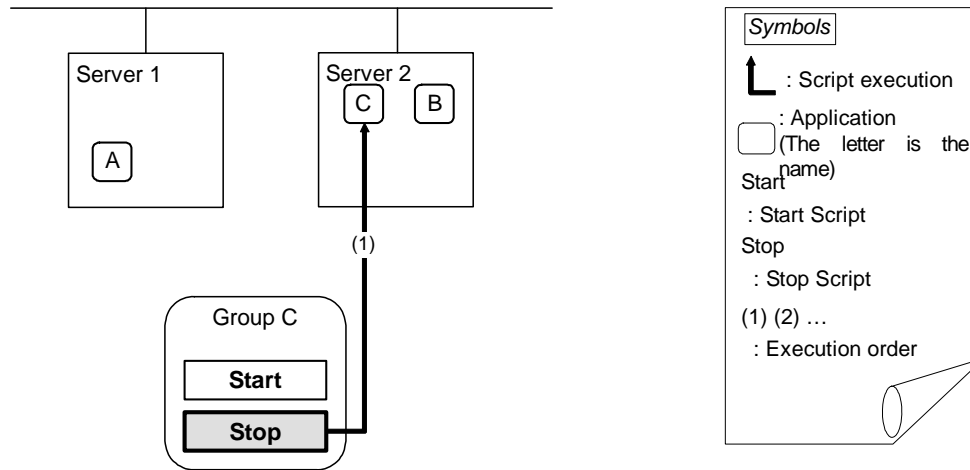 Server 1
Server 2
C
B
A
(1)
Group C
Start
Stop
Symbols
: Script execution
: Application
(The letter is the
name)
Start
: Start Script
Stop
: Stop Script
(1) (2) …
: Execution order